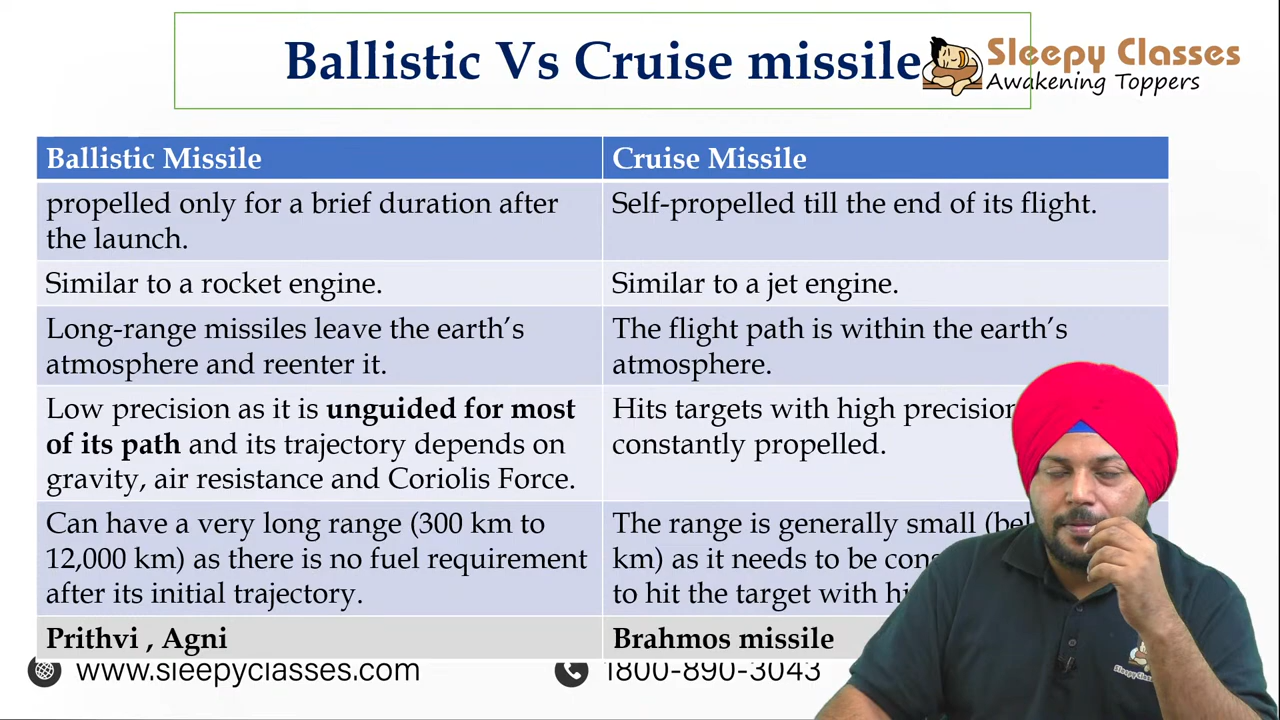 Ballistic Vs Cruise missile
Sleepy Classes
Awakening Toppers
Ballistic Missile
Cruise Missile
propelled only for a brief duration after
the launch.
Self-propelled till the end of its flight.
Similar to a rocket engine.
Similar to a jet engine.
Long-range missiles leave the earth’s
atmosphere and reenter it.
The flight path is within the earth’s
atmosphere.
Low precision as it is unguided for most
of its path and its trajectory depends on
gravity, air resistance and Coriolis Force.
Hits targets with high precision
constantly propelled.
Can have a very long range (300 km to
12,000 km) as there is no fuel requirement
after its initial trajectory.
The range is generally small
km) as it needs to be
to hit the target with
Prithvi , Agni
Brahmos missile
www.sleepyclasses.com
1800-890-3043
Sleepy Classes